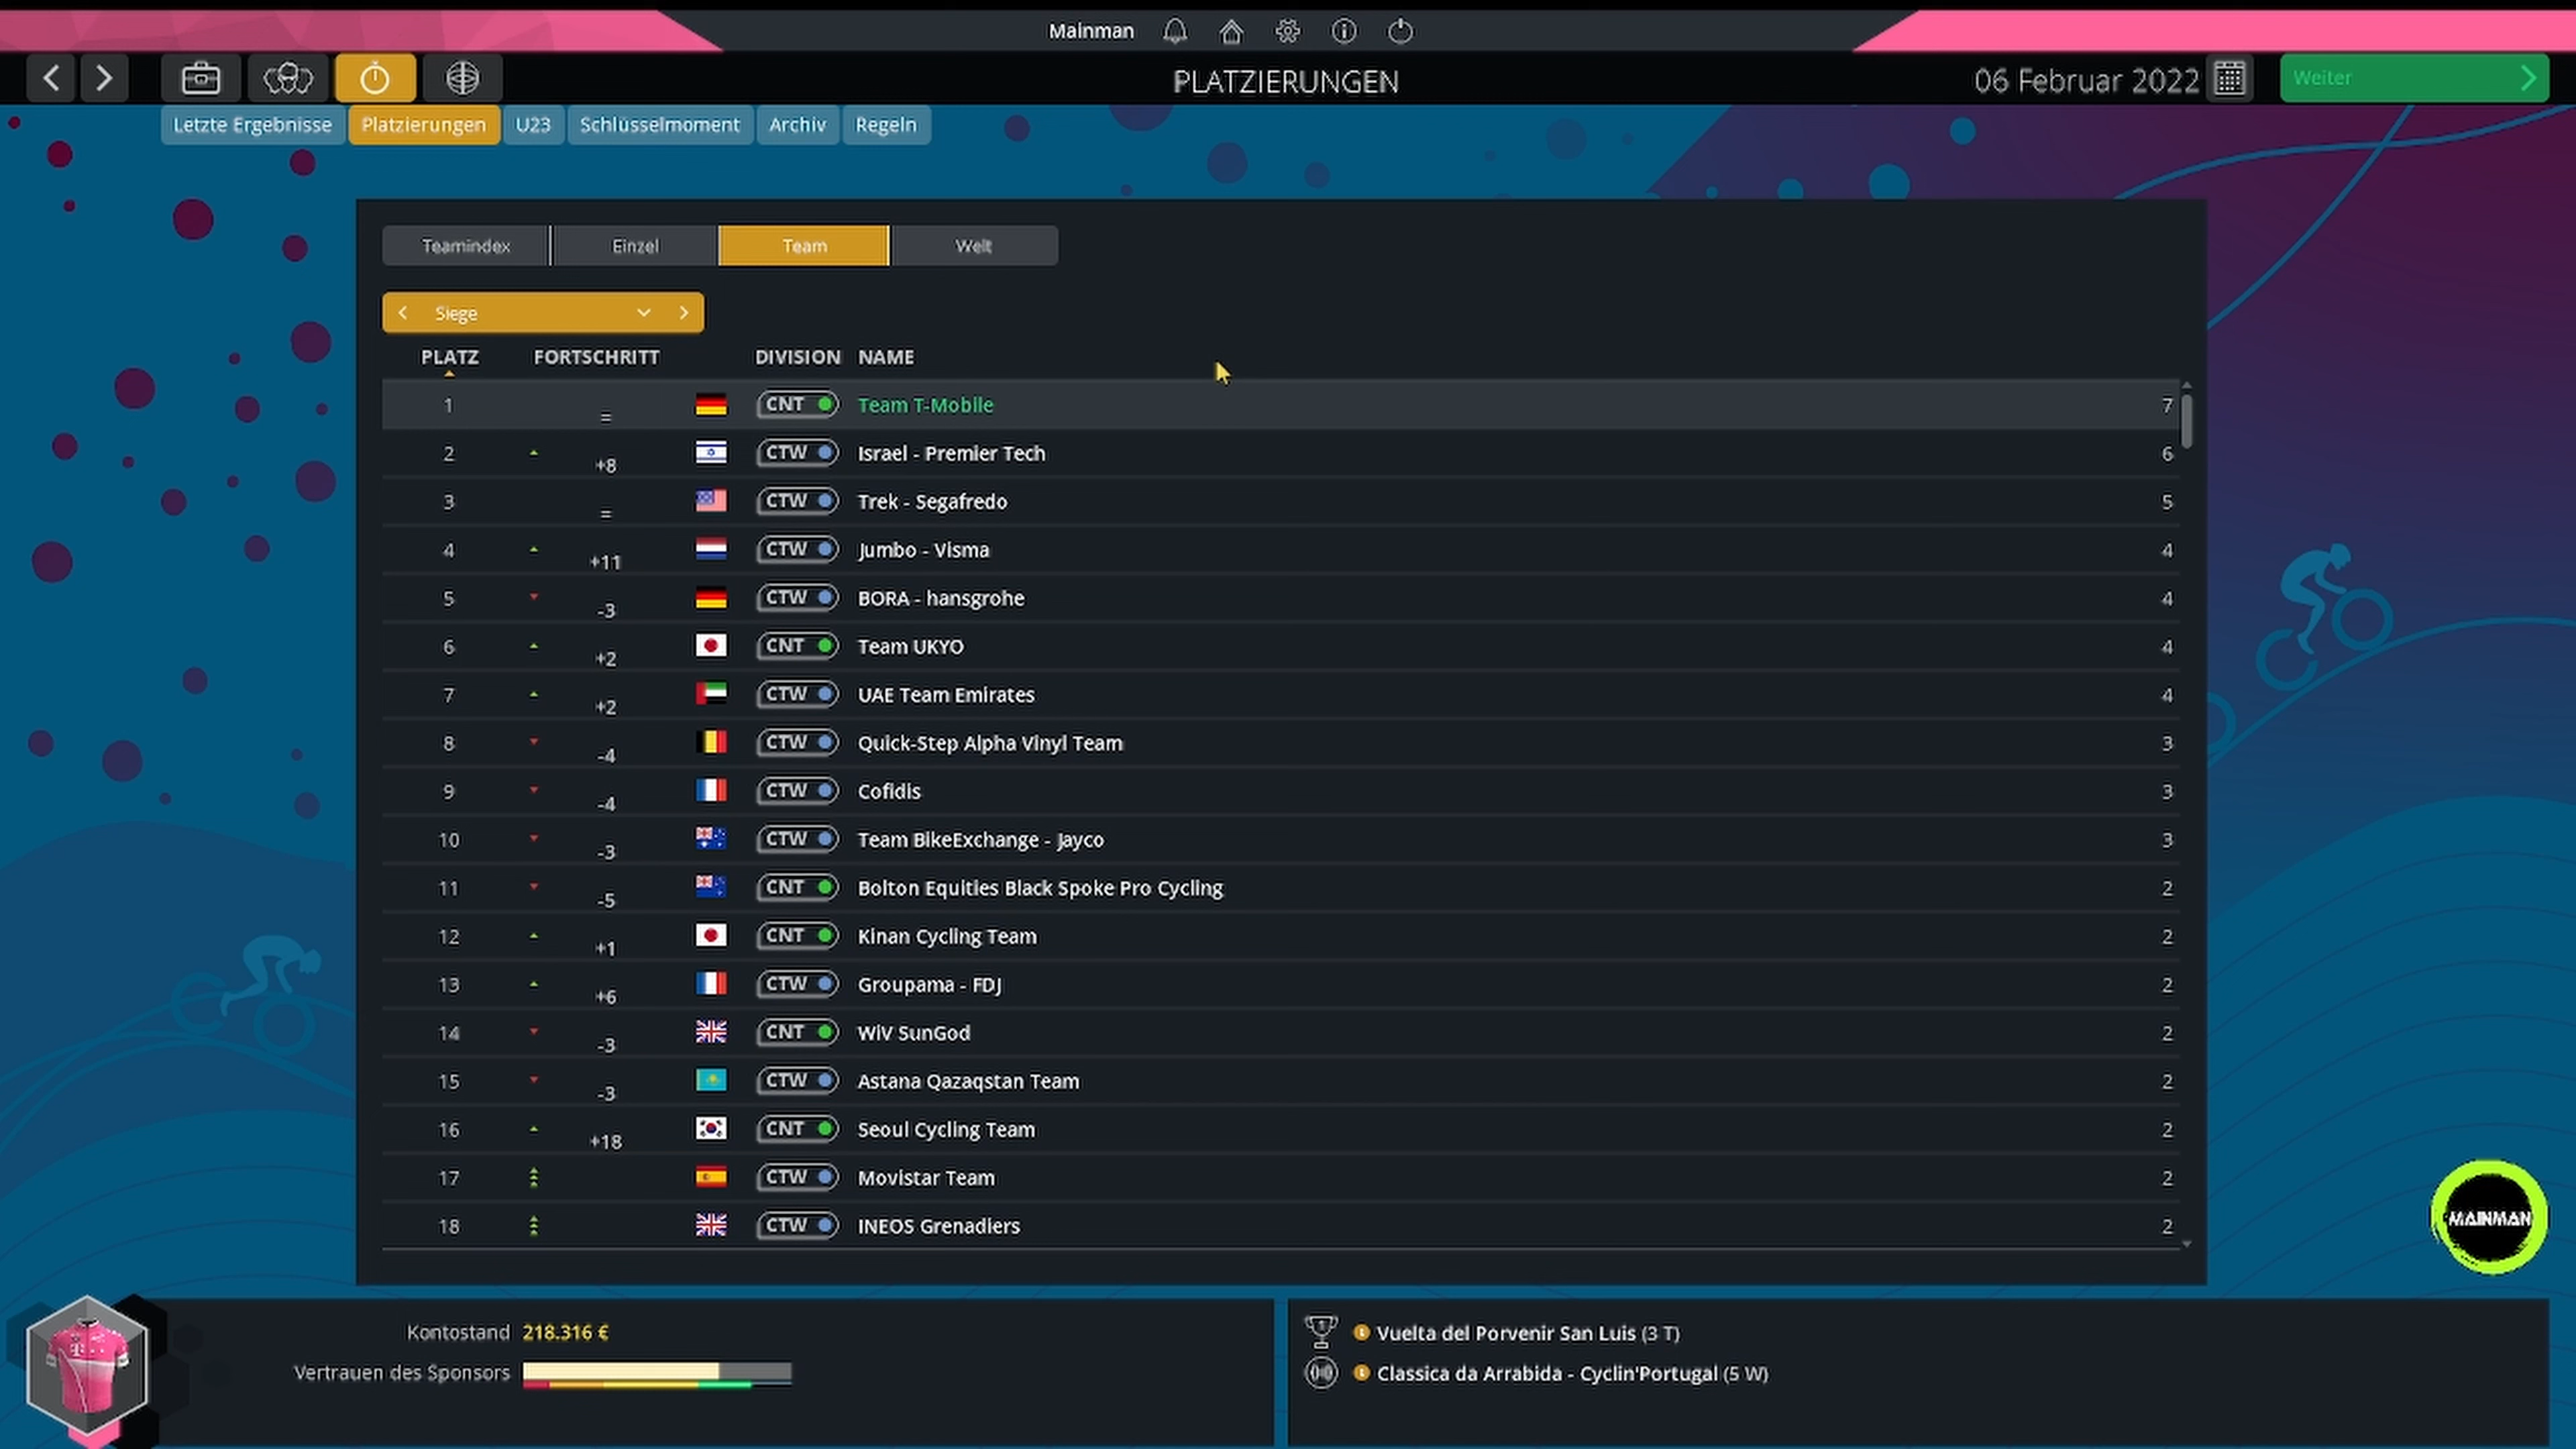 Mainman
PLATZIERUNGEN
06 Februar 2022
Weiter
Letzte Ergebnisse
Platzierungen
U23
Schlüsselmoment
Archiv
Regeln
Teamindex
Einzel
Team
Welt
Siege
PLATZ FORTSCHRITT DIVISION NAME
1 = CNT Team T-Mobile 7
2 +8 CTW Israel - Premier Tech 6
3 = CTW Trek - Segafredo 5
4 +11 CTW Jumbo - Visma 4
5 -3 CTW BORA - hansgrohe 4
6 +2 CNT Team UKYO 4
7 +2 CTW UAE Team Emirates 4
8 -4 CTW Quick-Step Alpha Vinyl Team 3
9 -4 CTW Cofidis 3
10 -3 CTW Team BikeExchange - Jayco 3
11 -5 CNT Bolton Equities Black Spoke Pro Cycling 2
12 +1 CNT Kinan Cycling Team 2
13 +6 CTW Groupama - FDJ 2
14 -3 CNT WiV SunGod 2
15 -3 CTW Astana Qazaqstan Team 2
16 +18 CNT Seoul Cycling Team 2
17 CTW Movistar Team 2
18 CTW INEOS Grenadiers 2
MAINMAN
Kontostand 218.316 €
Vertrauen des Sponsors
Vuelta del Porvenir San Luis (3 T)
Classica da Arrabida - Cyclin'Portugal (5 W)